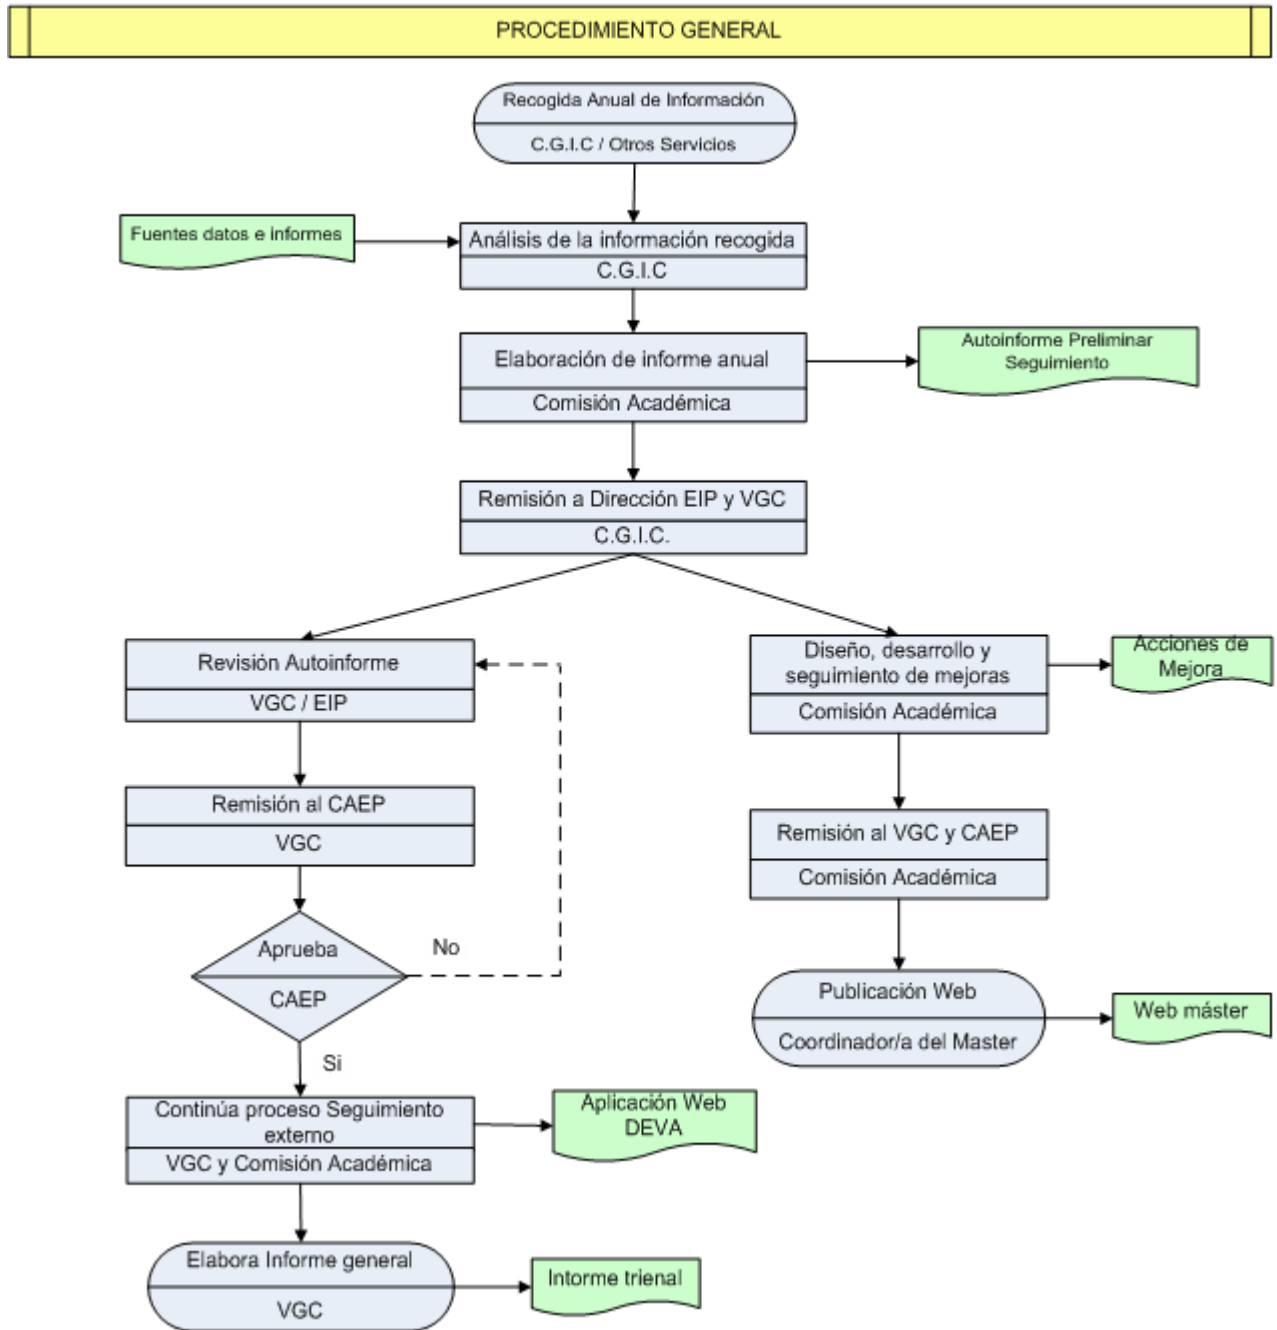 PROCEDIMIENTO GENERAL
Recogida Anual de Información
C.G.I.C / Otros Servicios
Fuentes datos e informes
Análisis de la información recogida
C.G.I.C
Elaboración de informe anual
Comisión Académica
Autoinforme Preliminar
Seguimiento
Remisión a Dirección EIP y VGC
C.G.I.C.
Revisión Autoinforme
VGC / EIP
Remisión al CAEP
VGC
Aprueba
CAEP
No
Si
Continúa proceso Seguimiento
externo
VGC y Comisión Académica
Aplicación Web
DEVA
Elabora Informe general
VGC
Intorme trienal
Diseño, desarrollo y
seguimiento de mejoras
Comisión Académica
Acciones de
Mejora
Remisión al VGC y CAEP
Comisión Académica
Publicación Web
Coordinador/a del Master
Web máster